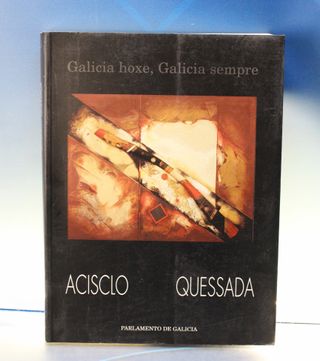 Galicia hoxe, Galicia sempre
ACISCLO QUESSADA
PARLAMENTO DE GALICIA